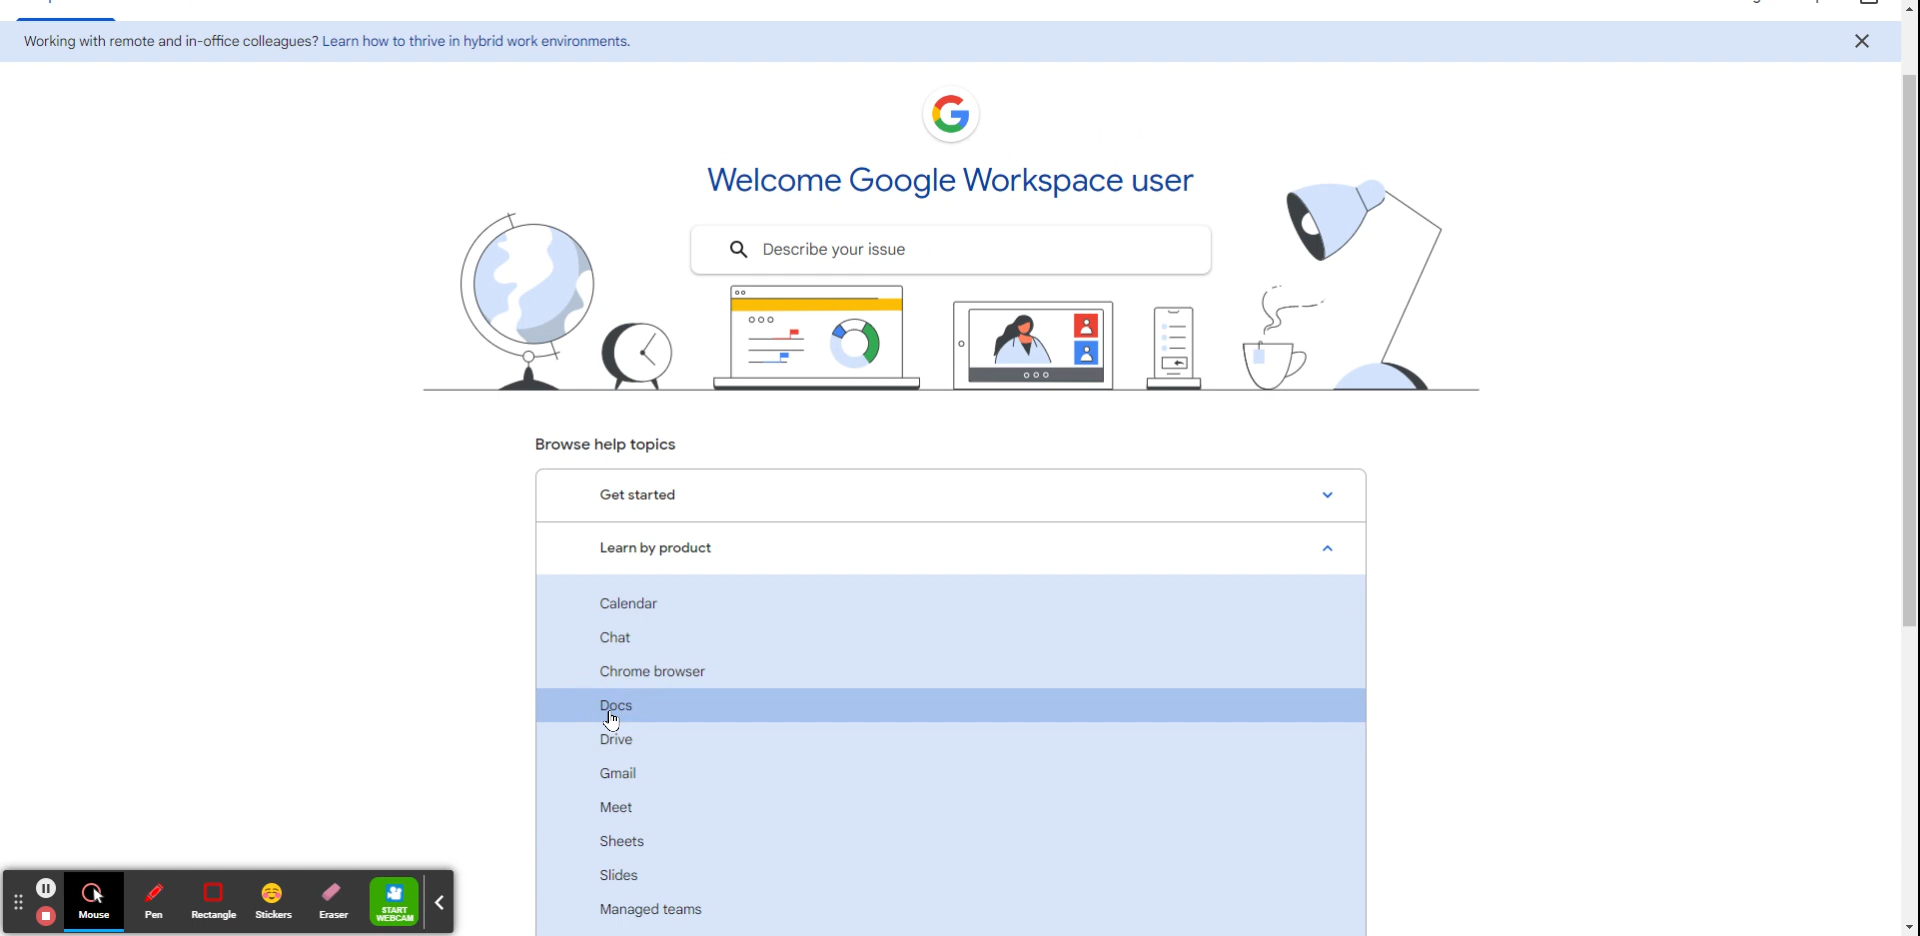 Working with remote and in-office colleagues? Learn how to thrive in hybrid work environments.
Welcome Google Workspace user
Describe your issue
Browse help topics
Get started
Learn by product
Calendar
Chat
Chrome browser
Docs
Drive
Gmail
Meet
Sheets
Slides
Managed teams
Mouse
Pen
Rectangle
Stickers
Eraser
START
WEBCAM